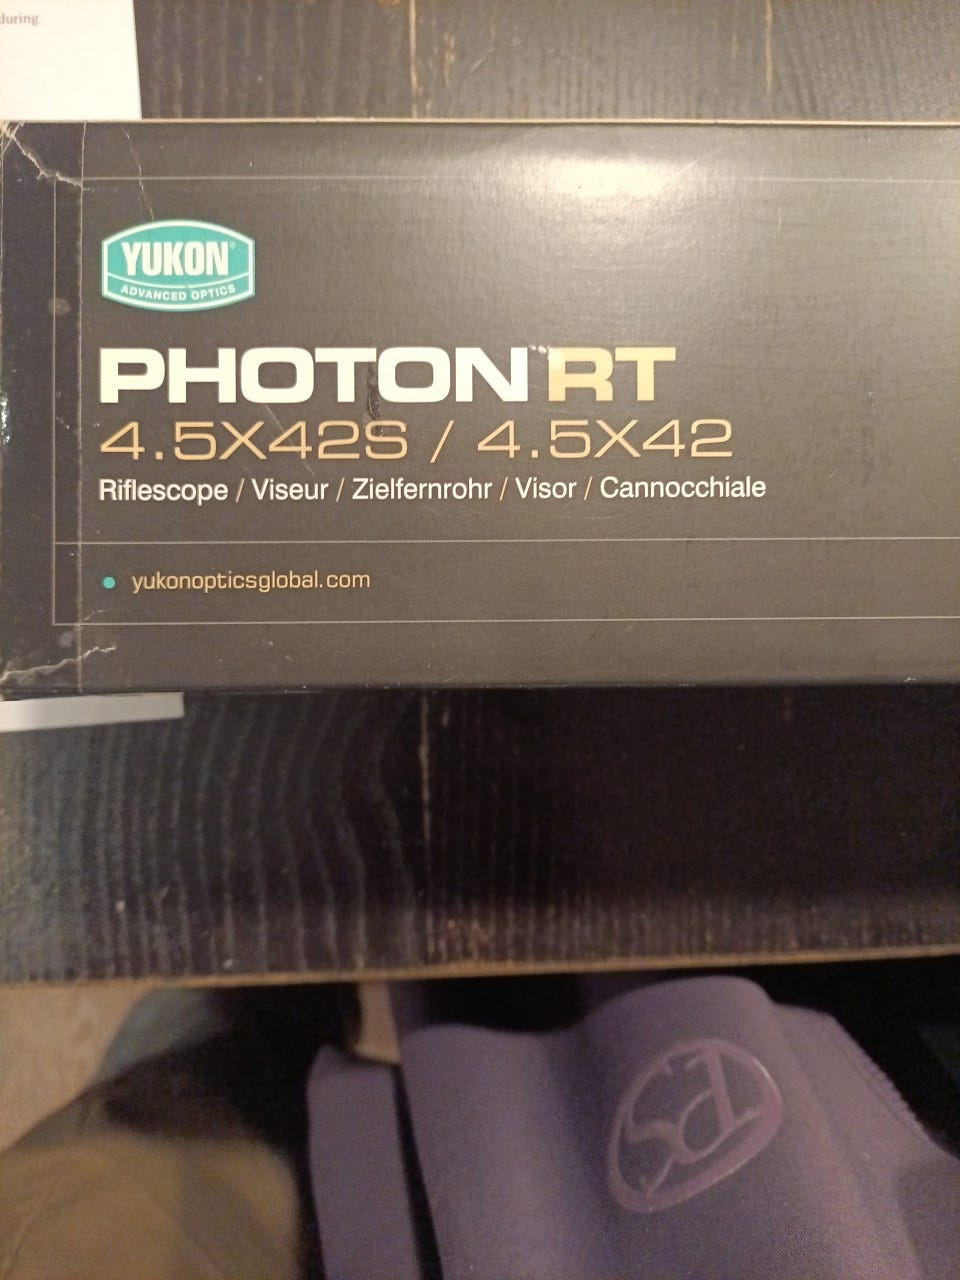 during
YUKON®
ADVANCED OPTICS
PHOTON RT
4.5X42S / 4.5X42
Riflescope / Viseur / Zielfernrohr / Visor / Cannocchiale
yukonopticsglobal.com